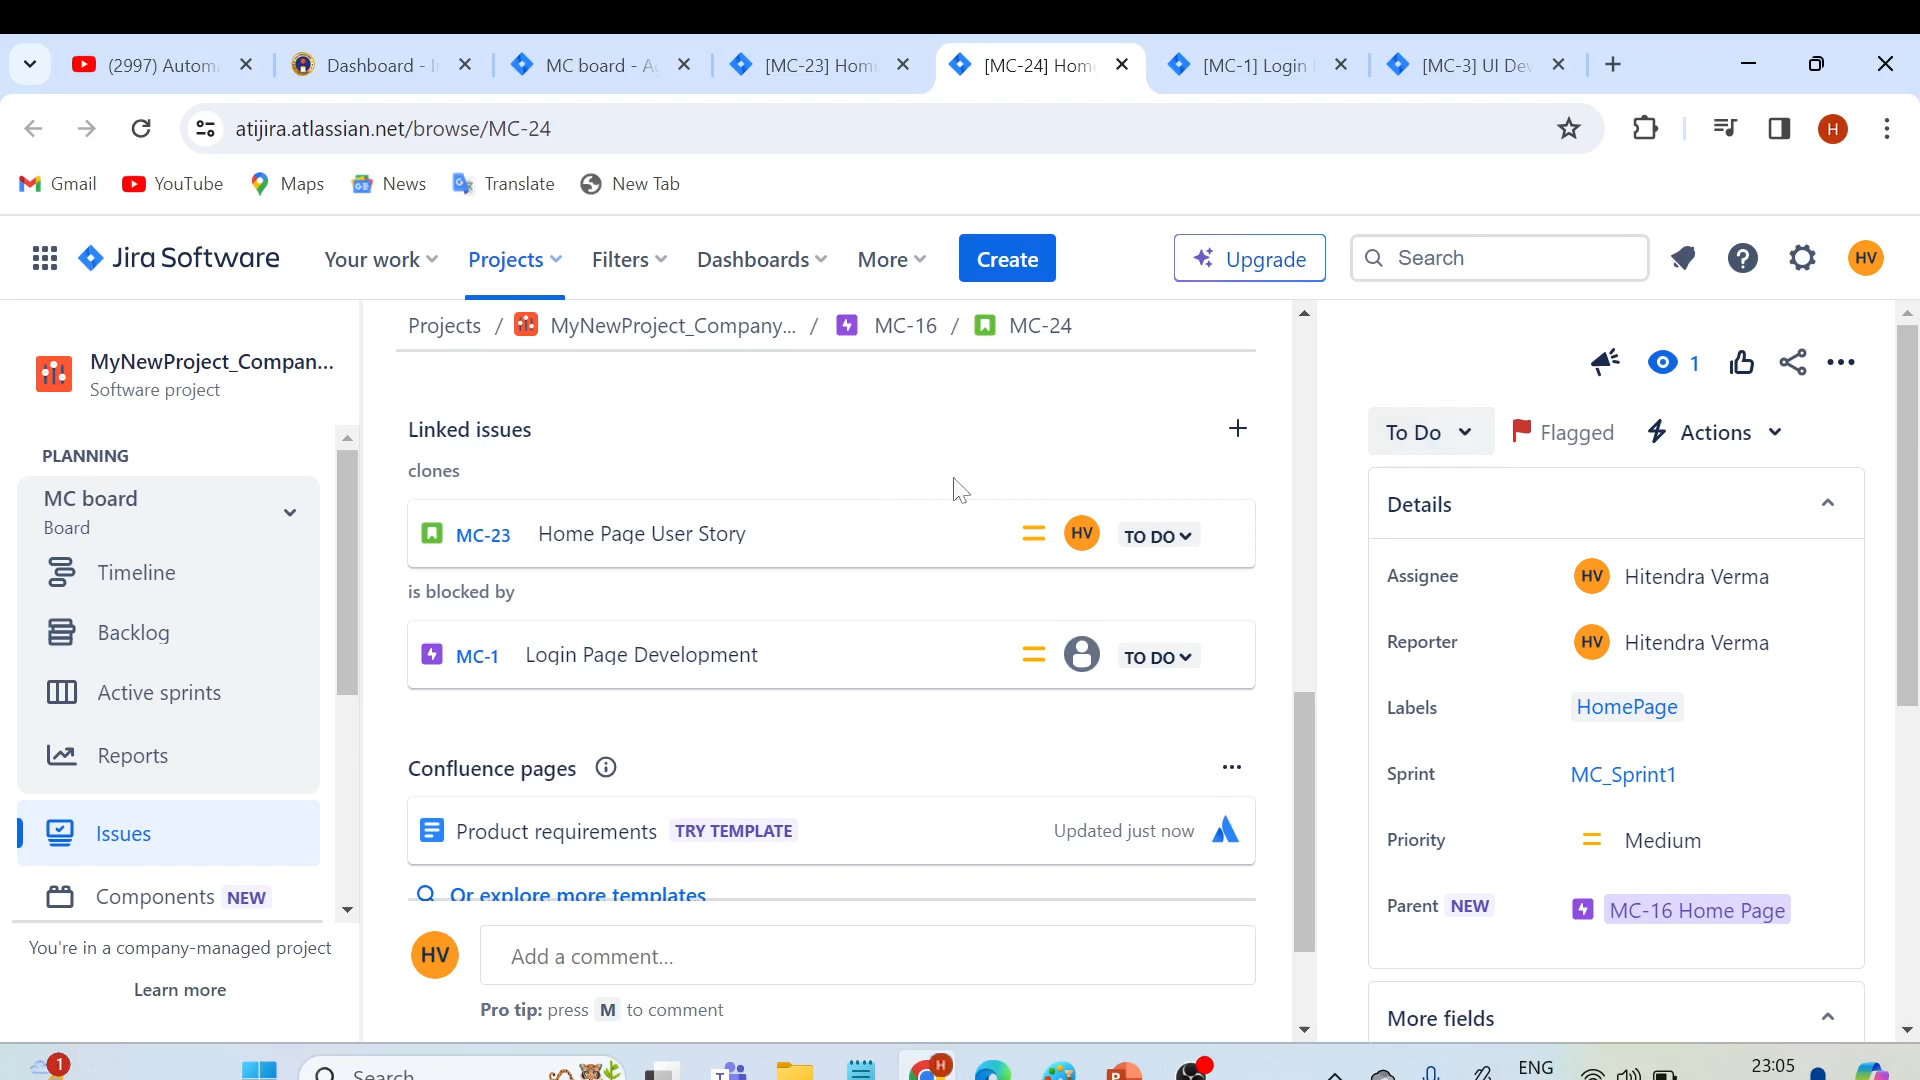 (2997) Autom
Dashboard - I
MC board - A
[MC-23] Hom
[MC-24] Hom
[MC-1] Login
[MC-3] UI Dev
atijira.atlassian.net/browse/MC-24
H
Gmail
YouTube
Maps
News
Translate
New Tab
Jira Software
Your work
Projects
Filters
Dashboards
More
Create
Upgrade
Search
HV
MyNewProject_Compan...
Software project
PLANNING
MC board
Board
Timeline
Backlog
Active sprints
Reports
Issues
Components NEW
You're in a company-managed project
Learn more
Projects / MyNewProject_Company... / MC-16 / MC-24
Linked issues
clones
MC-23 Home Page User Story HV TO DO
is blocked by
MC-1 Login Page Development TO DO
Confluence pages
Product requirements TRY TEMPLATE Updated just now
Or explore more templates
HV Add a comment...
Pro tip: press M to comment
1
To Do Flagged Actions
Details
Assignee HV Hitendra Verma
Reporter HV Hitendra Verma
Labels HomePage
Sprint MC_Sprint1
Priority Medium
Parent NEW MC-16 Home Page
More fields
1
Search
H
ENG
23:05